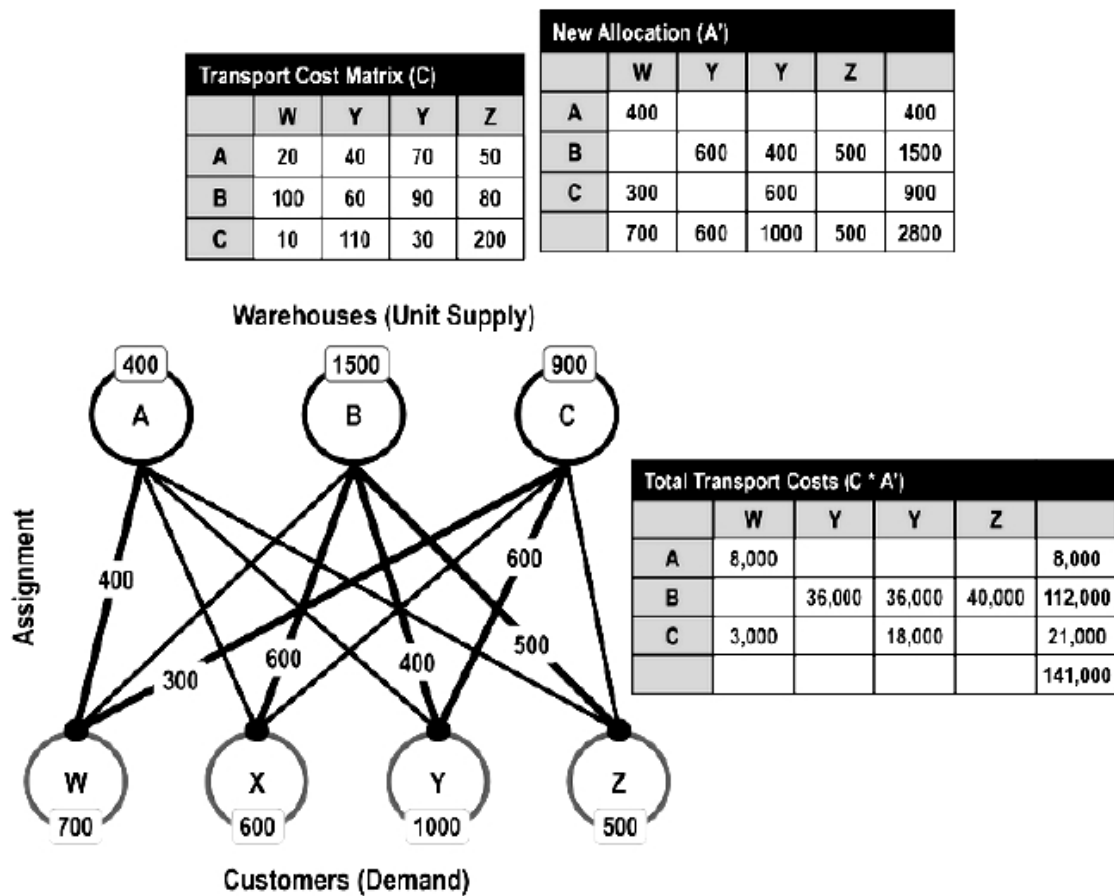 Transport Cost Matrix (C)
W Y Y Z
A 20 40 70 50
B 100 60 90 80
C 10 110 30 200
New Allocation (A')
W Y Y Z
A 400 400
B 600 400 500 1500
C 300 600 900
700 600 1000 500 2800
Warehouses (Unit Supply)
400 1500 900
A B C
Assignment
400 300 600 400 600 500
W X Y Z
700 600 1000 500
Customers (Demand)
Total Transport Costs (C * A')
W Y Y Z
A 8,000 8,000
B 36,000 36,000 40,000 112,000
C 3,000 18,000 21,000
141,000